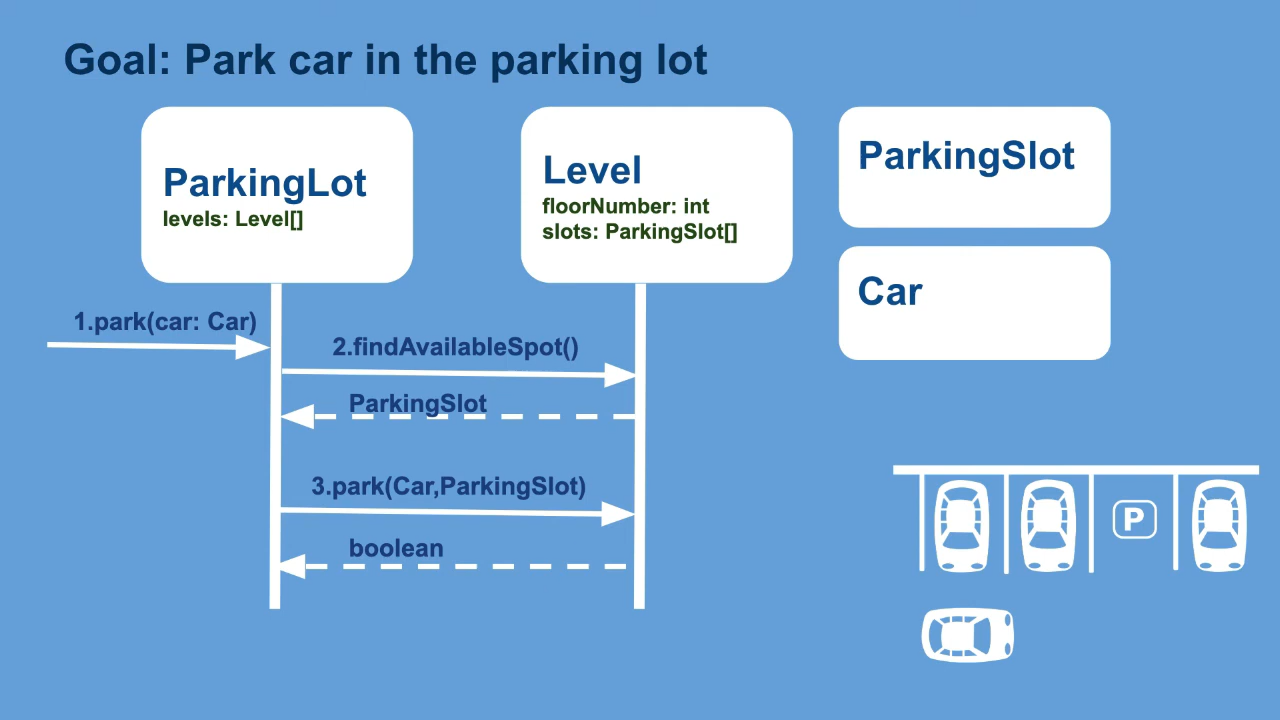 Goal: Park car in the parking lot
ParkingLot
levels: Level[]
Level
floorNumber: int
slots: ParkingSlot[]
ParkingSlot
Car
1.park(car: Car)
2.findAvailableSpot()
ParkingSlot
3.park(Car,ParkingSlot)
boolean
P